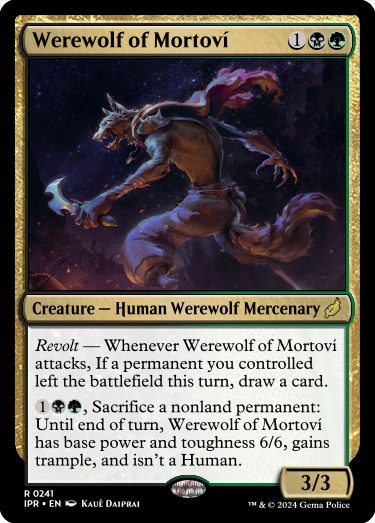 Werewolf of Mortoví 1
Creature — Human Werewolf Mercenary
Revolt — Whenever Werewolf of Mortoví
attacks, If a permanent you controlled
left the battlefield this turn, draw a card.
1, Sacrifice a nonland permanent:
Until end of turn, Werewolf of Mortoví
has base power and toughness 6/6, gains
trample, and isn't a Human.
3/3
R 0241
IPR • EN Kauê Daiprai
™ & © 2024 Gema Police